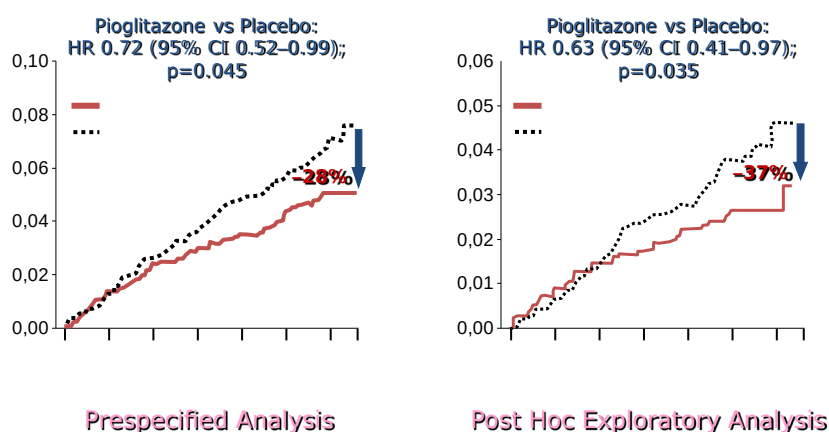 Pioglitazone vs Placebo:
HR 0.72 (95% CI 0.52–0.99);
p=0.045
0,10
0,08
0,06
0,04
0,02
0,00
–28%
Prespecified Analysis
Pioglitazone vs Placebo:
HR 0.63 (95% CI 0.41–0.97);
p=0.035
0,06
0,05
0,04
0,03
0,01
0,01
0,00
–37%
Post Hoc Exploratory Analysis